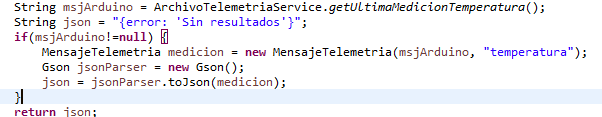 String msjArduino = ArchivoTelemetriaService.getUltimaMedicionTemperatura();
String json = "{error: 'Sin resultados'}";
if(msjArduino!=null) {
MensajeTelemetria medicion = new MensajeTelemetria(msjArduino, "temperatura");
Gson jsonParser = new Gson();
json = jsonParser.toJson(medicion);
}
return json;